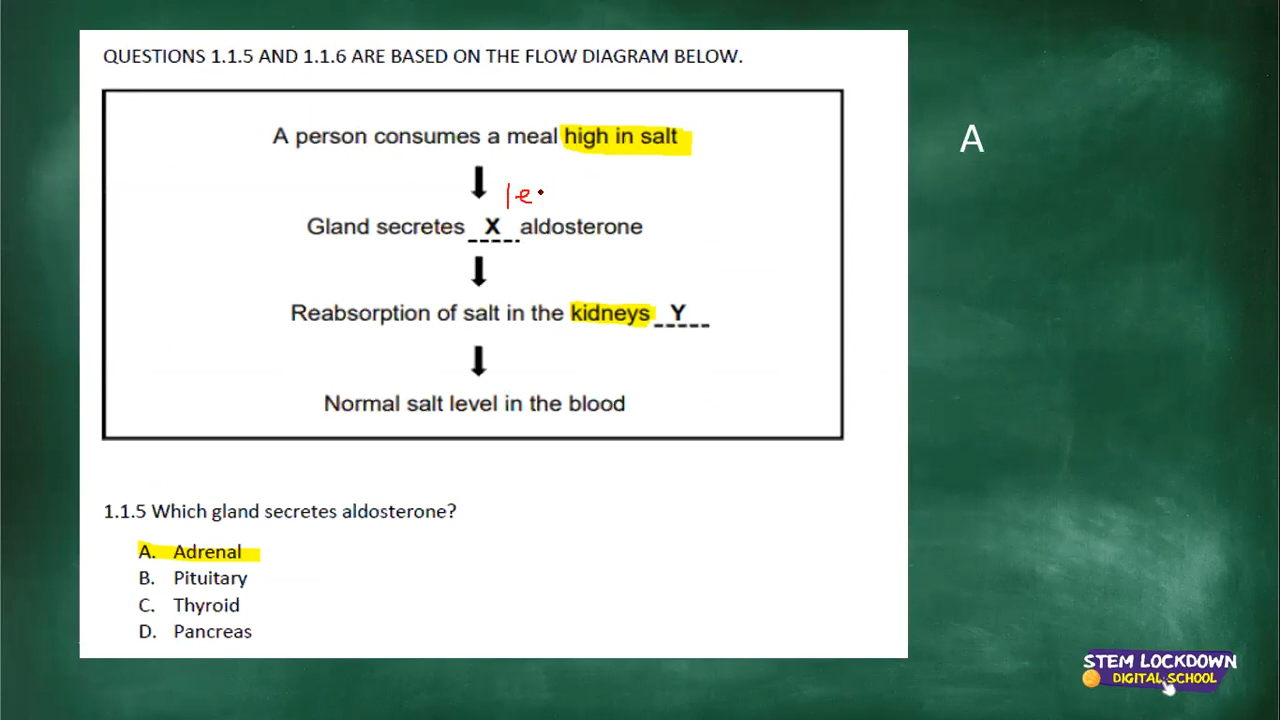 QUESTIONS 1.1.5 AND 1.1.6 ARE BASED ON THE FLOW DIAGRAM BELOW.
A person consumes a meal high in salt
A
le
Gland secretes X aldosterone
Reabsorption of salt in the kidneys Y
Normal salt level in the blood
1.1.5 Which gland secretes aldosterone?
A. Adrenal
B. Pituitary
C. Thyroid
D. Pancreas
STEM LOCKDOWN
DIGITAL SCHOOL